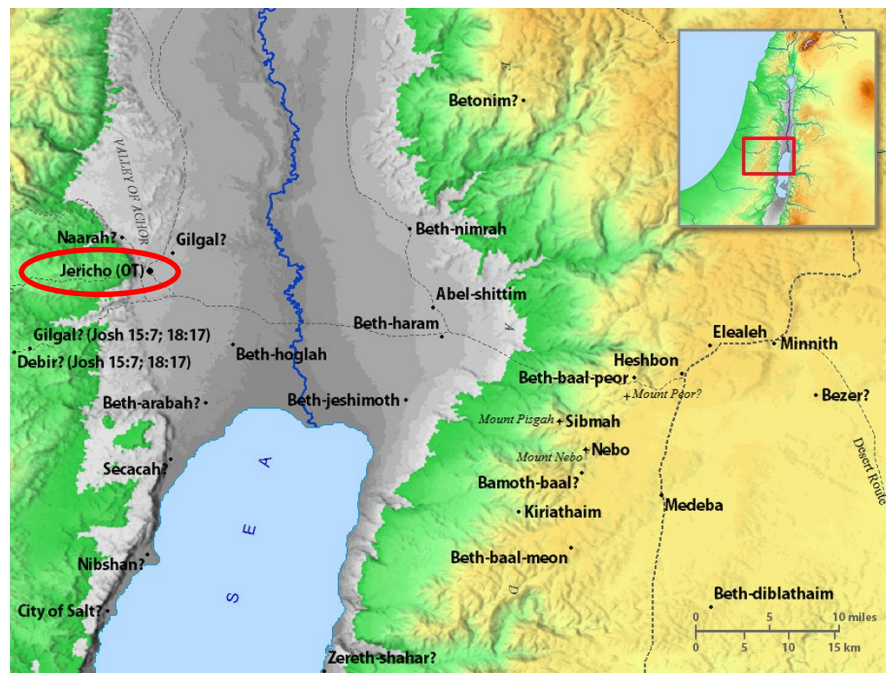 Betonim?
VALLEY OF ACHOR
Beth-nimrah
Naarah?
Gilgal?
Jericho (OT)
Abel-shittim
Beth-haram
Gilgal? (Josh 15:7; 18:17)
Debir? (Josh 15:7; 18:17)
Beth-hoglah
Elealeh
Minnith
Heshbon
Beth-baal-peor
Mount Peor?
Bezer?
Beth-arabah?
Beth-jeshimoth
Mount Pisgah
Sibmah
Desert Route
Nebo
Mount Nebo
Secacah?
Bamoth-baal?
Medeba
Kiriathaim
Nibshan?
Beth-baal-meon
S E A
D
City of Salt?
Beth-diblathaim
0 5 10 miles
0 5 10 15 km
Zereth-shahar?